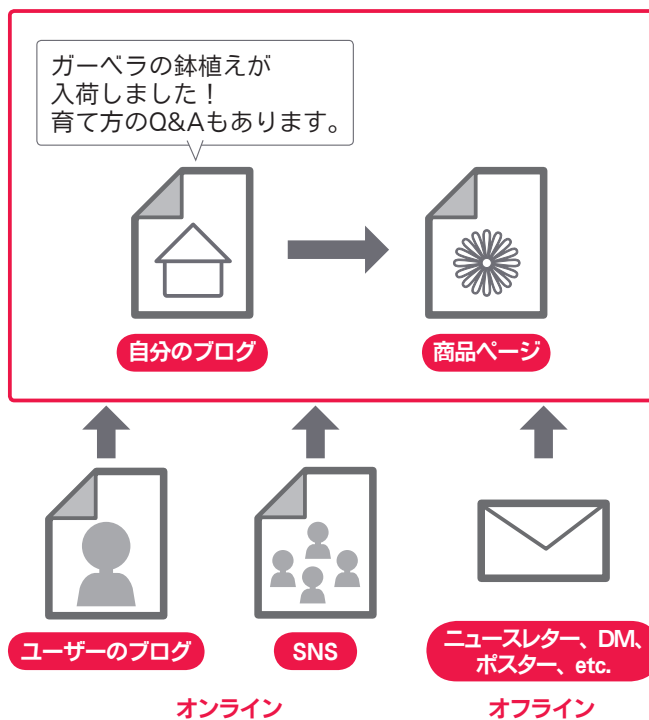 ガーベラの鉢植えが
入荷しました！
育て方のQ&Aもあります。
自分のブログ
商品ページ
ユーザーのブログ
SNS
ニュースレター、DM、
ポスター、etc.
オンライン
オフライン